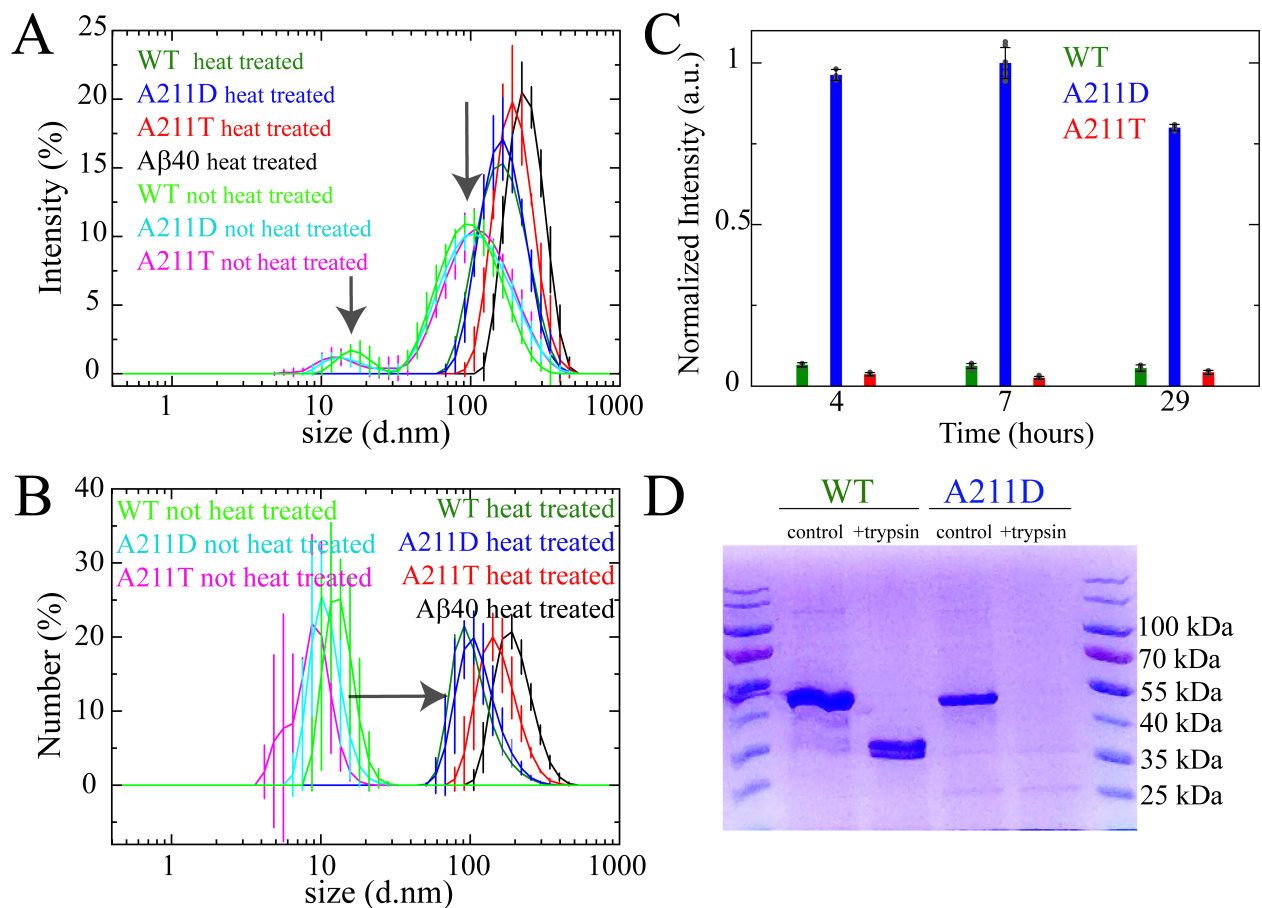 A
25
20
15
10
5
0
Intensity (%)
WT heat treated
A211D heat treated
A211T heat treated
Aβ40 heat treated
WT not heat treated
A211D not heat treated
A211T not heat treated
1 10 100 1000
size (d.nm)
B
40
30
20
10
0
Number (%)
WT not heat treated
A211D not heat treated
A211T not heat treated
WT heat treated
A211D heat treated
A211T heat treated
Aβ40 heat treated
1 10 100 1000
size (d.nm)
C
1
0.5
0
Normalized Intensity (a.u.)
WT
A211D
A211T
4 7 29
Time (hours)
D
WT A211D
control +trypsin control +trypsin
100 kDa
70 kDa
55 kDa
40 kDa
35 kDa
25 kDa